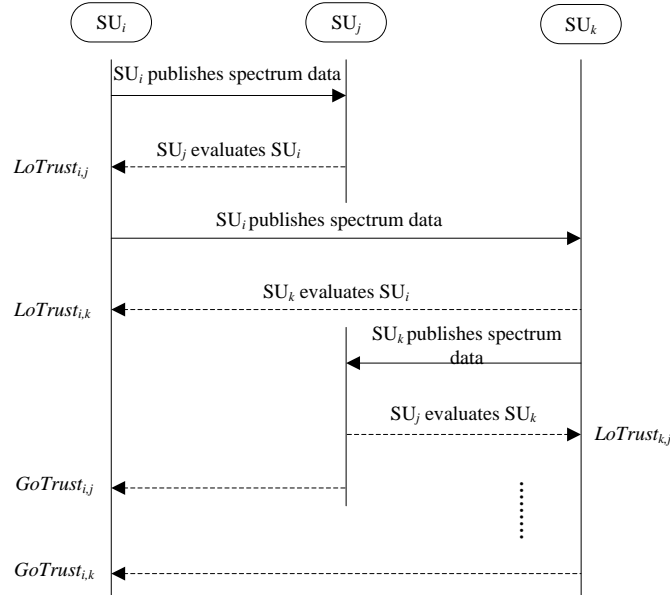 SUi
SUj
SUk
SUi publishes spectrum data
SUj evaluates SUi
LoTrusti,j
SUi publishes spectrum data
SUk evaluates SUi
LoTrusti,k
SUk publishes spectrum
data
SUj evaluates SUk
LoTrustk,j
GoTrusti,j
GoTrusti,k